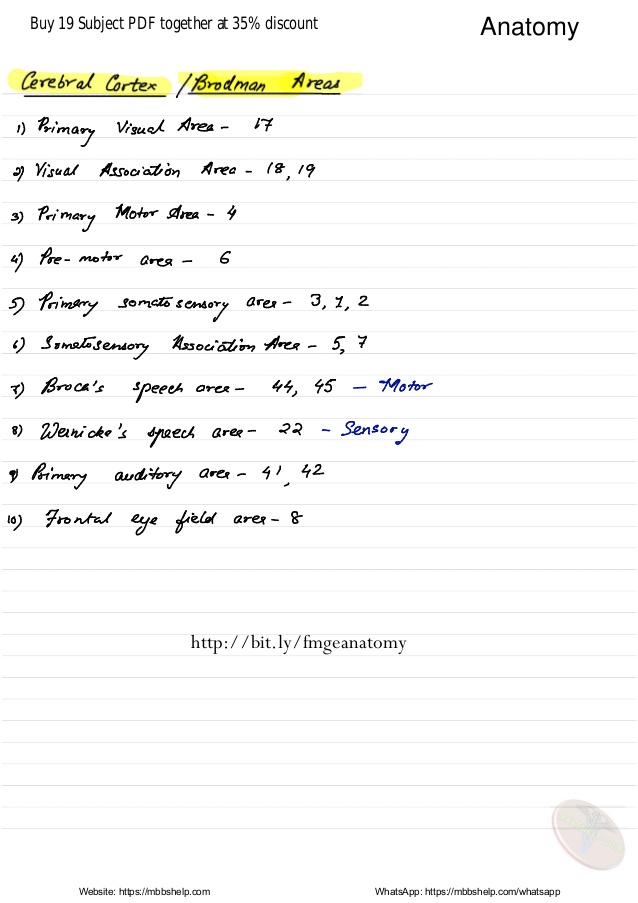 Buy 19 Subject PDF together at 35% discount
Anatomy
Cerebral Cortex / Brodman Areas
1) Primary Visual Area - 17
2) Visual Association Area - 18, 19
3) Primary Motor Area - 4
4) Pre-motor area - 6
5) Primary somatosensory area - 3, 1, 2
6) Somatosensory Association Area - 5, 7
7) Broca's speech area - 44, 45 - Motor
8) Wernicke's speech area - 22 - Sensory
9) Primary auditory area - 41, 42
10) Frontal eye field area - 8
http://bit.ly/fmgeanatomy
Website: https://mbbshelp.com
WhatsApp: https://mbbshelp.com/whatsapp